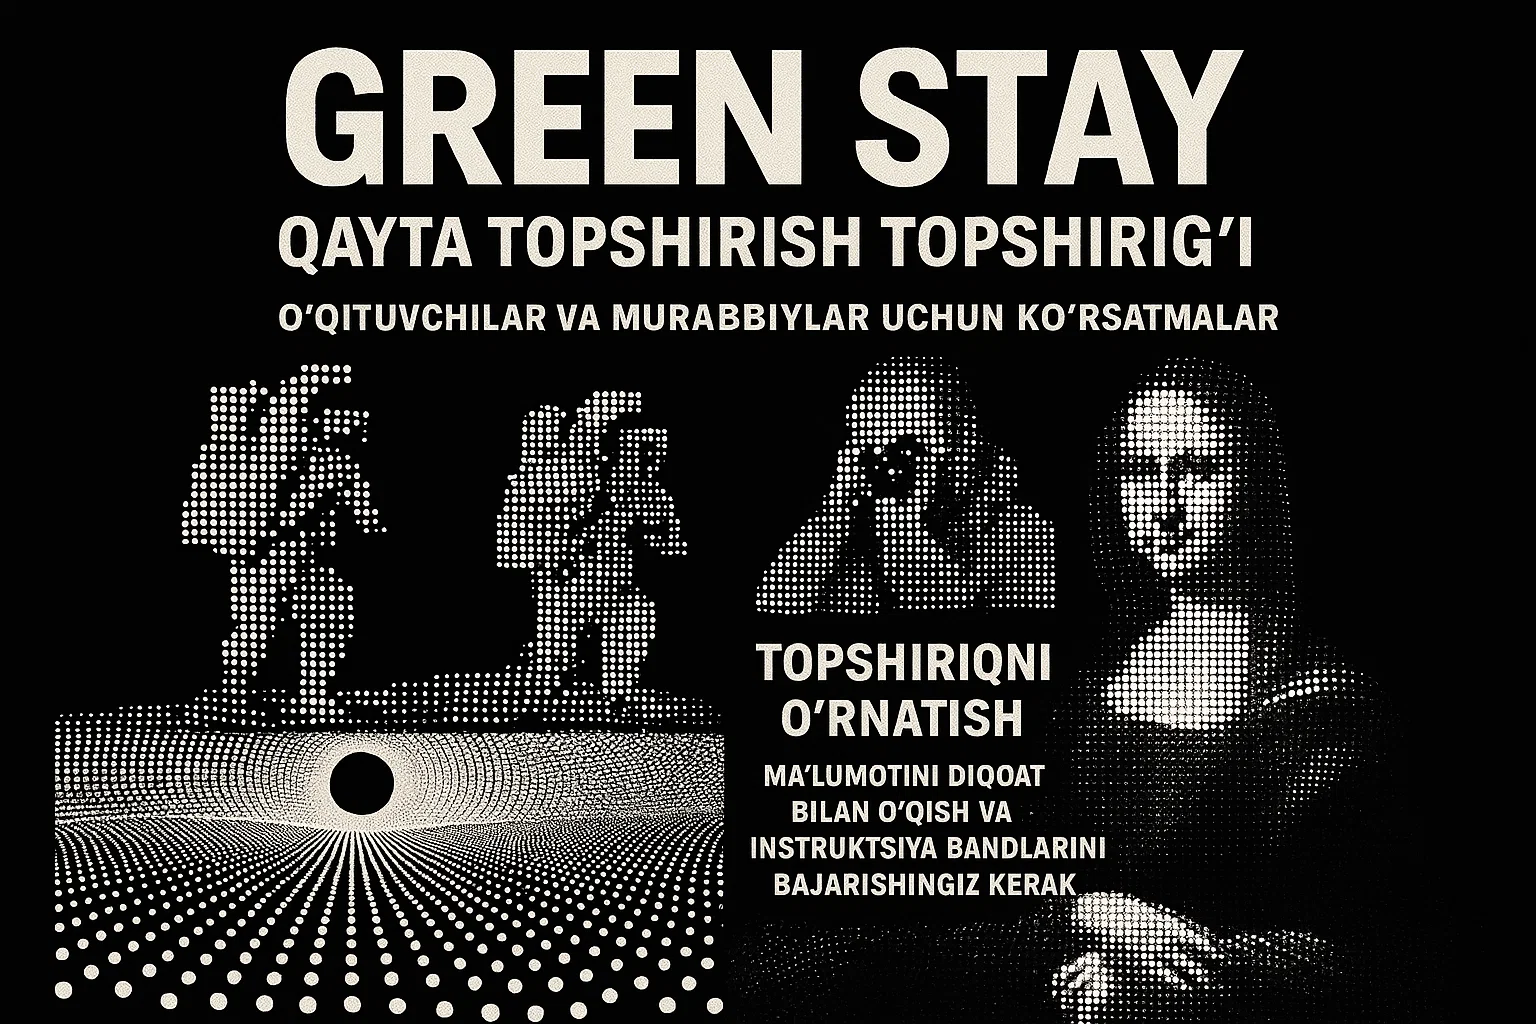 GREEN STAY
QAYTA TOPSHIRISH TOPSHIRIG’I
O’QITUVCHILAR VA MURABBIYLAR UCHUN KO’RSATMALAR
TOPSHIRIQNI
O’RNATISH
MA’LUMOTINI DIQOAT
BILAN O’QISH VA
INSTRUKTSIYA BANDLARINI
BAJARISHINGIZ KERAK